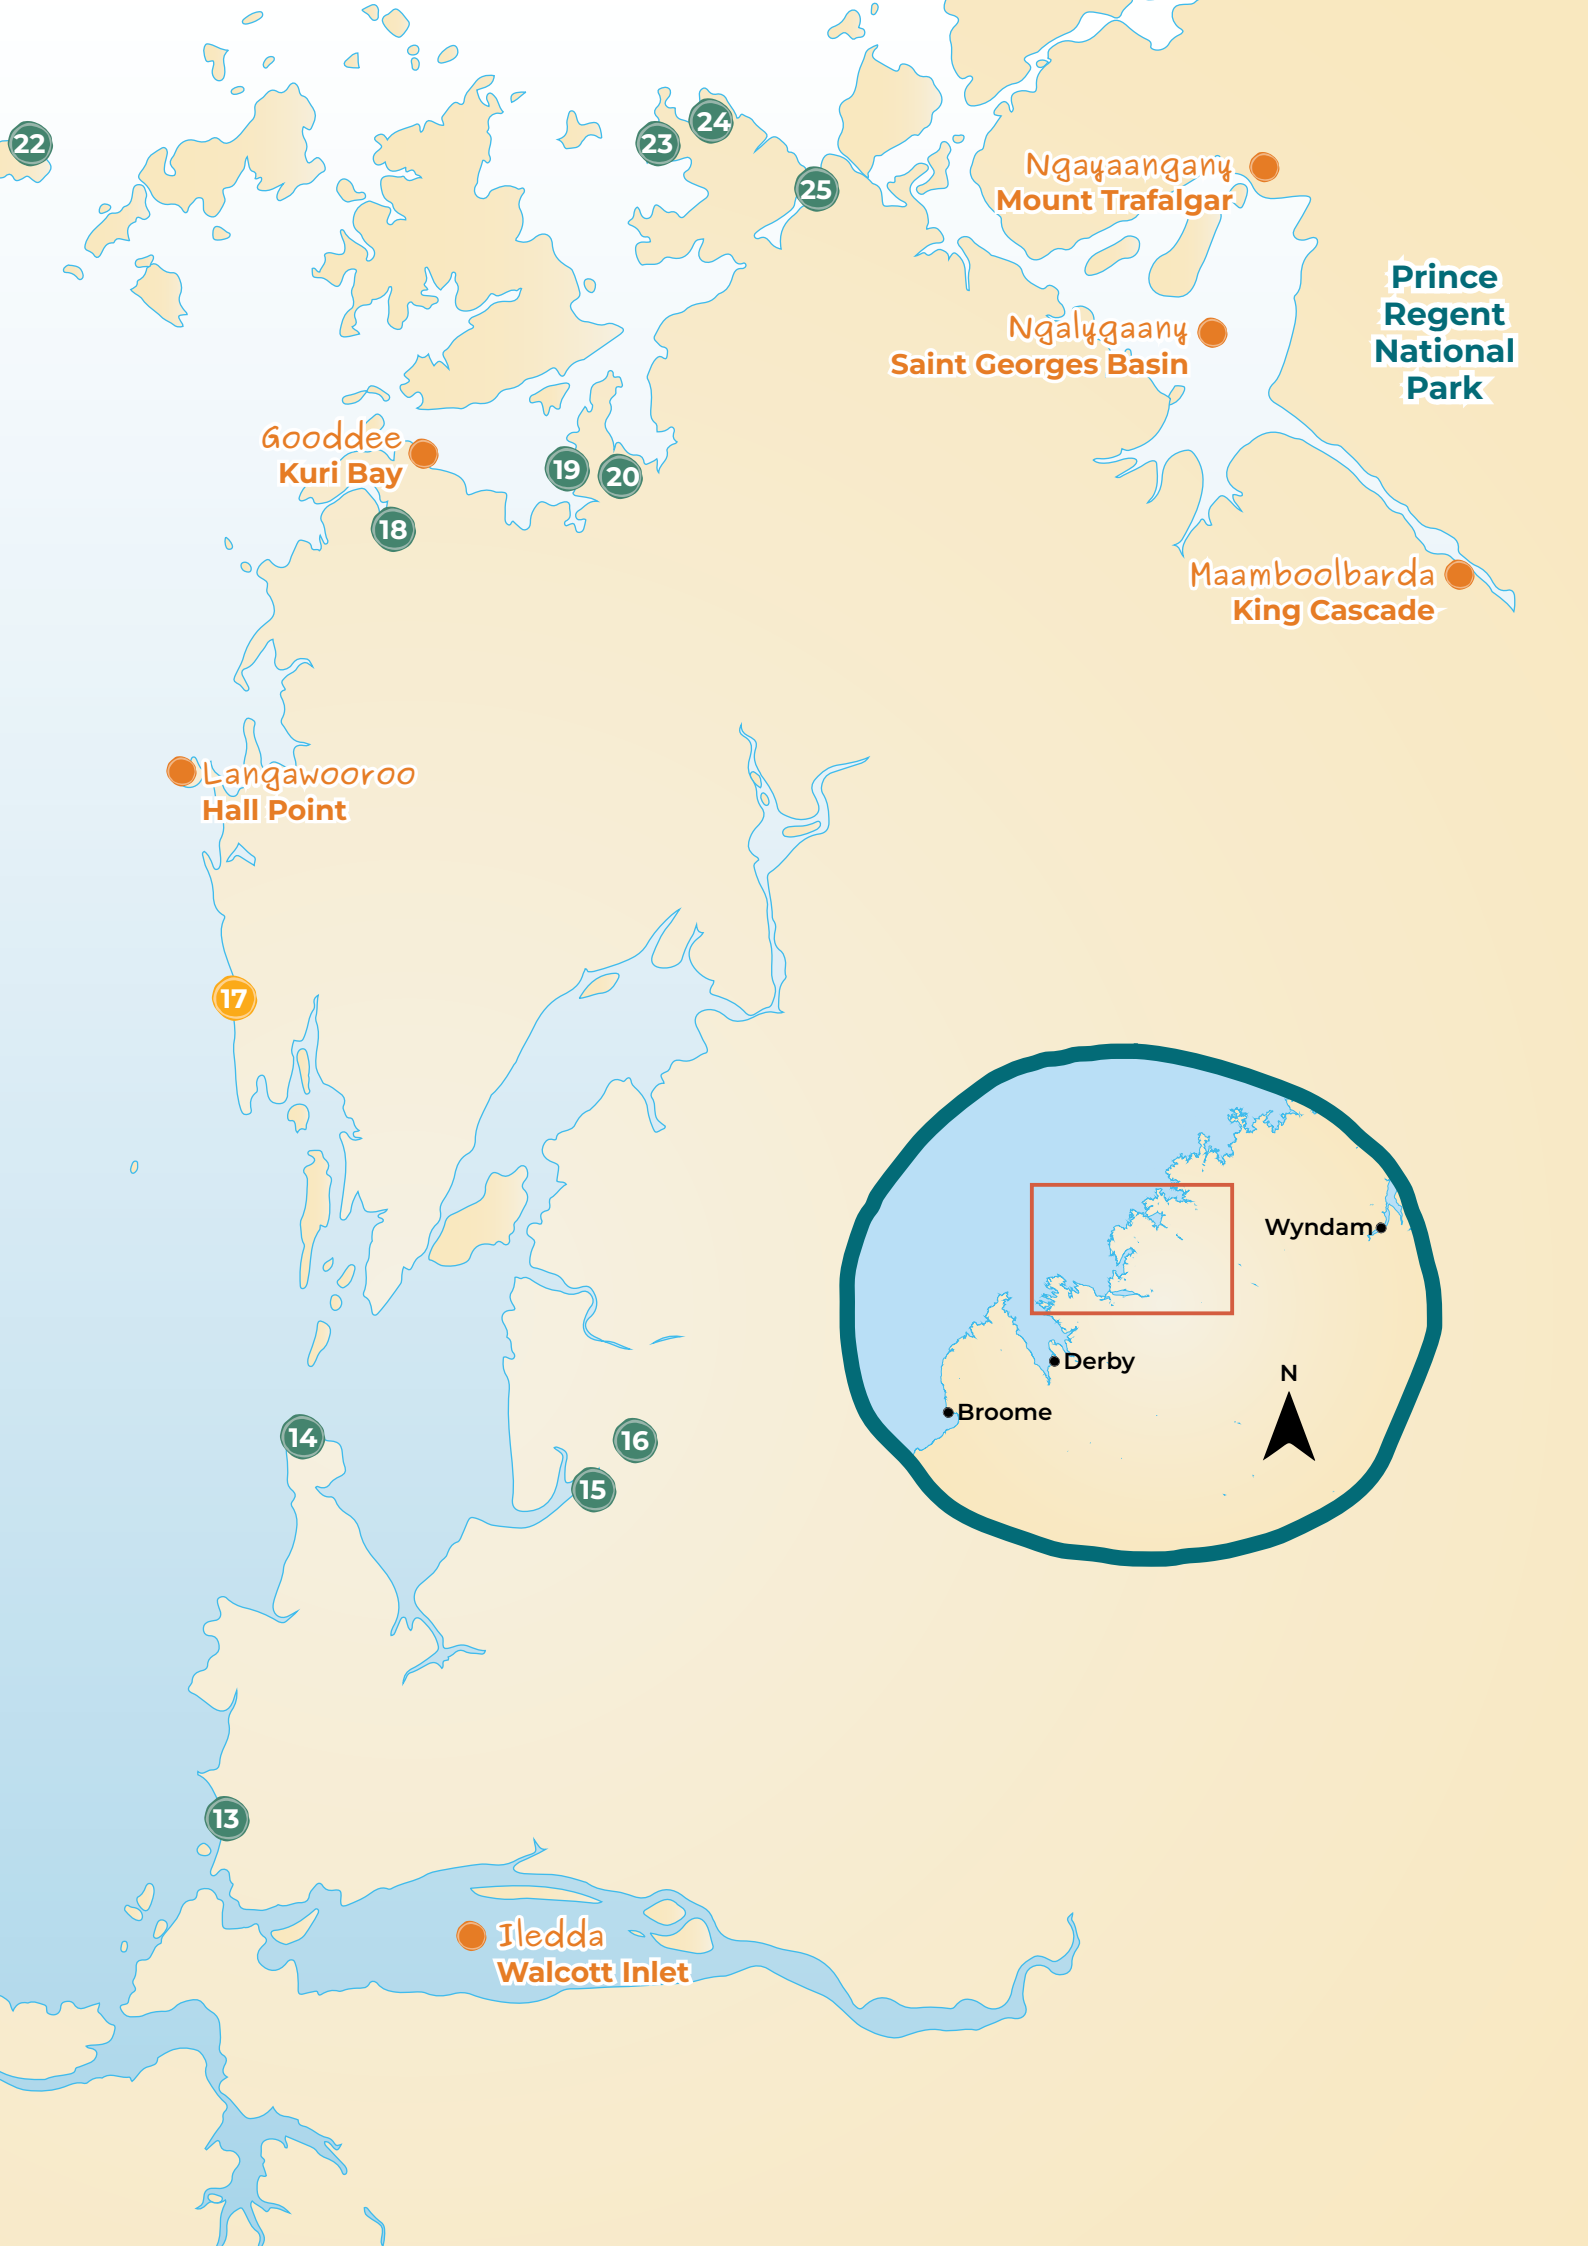 22
23
24
25
Ngayaangany
Mount Trafalgar
Prince
Regent
National
Park
Ngalygaany
Saint Georges Basin
Gooddee
Kuri Bay
19
20
18
Maamboolbarda
King Cascade
Langawooroo
Hall Point
17
Wyndam
Derby
N
Broome
14
16
15
13
Iledda
Walcott Inlet